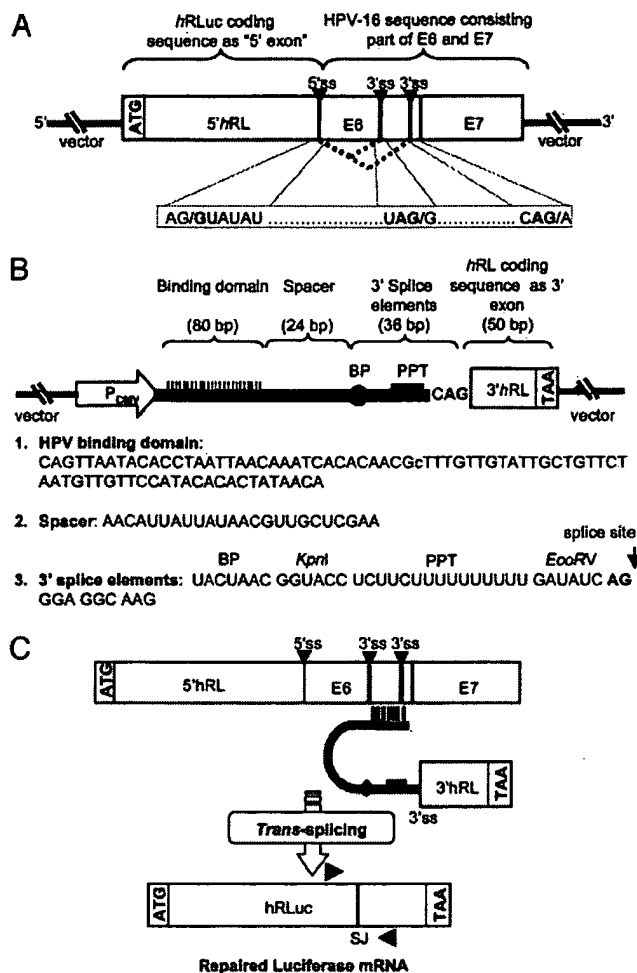 A
hRLuc coding
sequence as "5' exon"
HPV-16 sequence consisting
part of E6 and E7
5'ss 3'ss 3'ss
5' ATG 5'hRL E6 E7 3'
vector vector
AG/GUAUAU.....................UAG/G..................CAG/A
B
Binding domain Spacer 3' Splice elements hRL coding sequence as 3' exon
(80 bp) (24 bp) (36 bp) (50 bp)
BP PPT
PCMV CAG 3'hRL TAA
vector vector
1. HPV binding domain:
CAGTTAATACACCTAATTAACAAATCACACAACGcTTTGTTGTATTGCTGTTCT
AATGTTGTTCCATACACACTATAACA
2. Spacer: AACAUUAUUAUAACGUUGCUCGAA
splice site
BP KpnI PPT EcoRV
3. 3' splice elements: UACUAAC GGUACC UCUUCUUUUUUUUUU GAUAUC AG
GGA GGC AAG
C
5'ss 3'ss 3'ss
ATG 5'hRL E6 E7
3'hRL TAA
3'ss
Trans-splicing
ATG hRLuc TAA
SJ
Repaired Luciferase mRNA